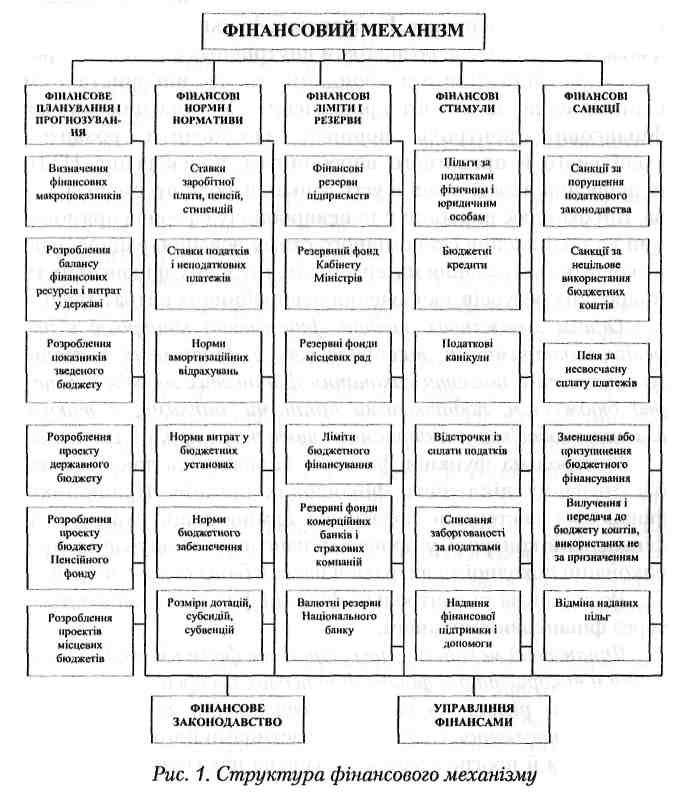 ФІНАНСОВИЙ МЕХАНІЗМ
ФІНАНСОВЕ
ПЛАНУВАННЯ І
ПРОГНОЗУВАН-
НЯ
Визначення
фінансових
макропоказників
Розроблення
балансу
фінансових
ресурсів і витрат
у державі
Розроблення
показників
зведеного
бюджету
Розроблення
проекту
державного
бюджету
Розроблення
проекту
бюджету
Пенсійного
фонду
Розроблення
проектів
місцевих
бюджетів
ФІНАНСОВІ
НОРМИ І
НОРМАТИВИ
Ставки
заробітної
плати, пенсій,
стипендій
Ставки податків
і неподаткових
платежів
Норми
амортизаційних
відрахувань
Норми витрат у
бюджетних
установах
Норми
бюджетного
забезпечення
Розміри дотацій,
субсидій,
субвенцій
ФІНАНСОВІ
ЛІМІТИ І
РЕЗЕРВИ
Фінансові
резерви
підприємств
Резервний фонд
Кабінету
Міністрів
Резервні фонди
місцевих рад
Ліміти
бюджетного
фінансування
Резервні фонди
комерційних
банків і
страхових
компаній
Валютні резерви
Національного
банку
ФІНАНСОВІ
СТИМУЛИ
Пільги за
податками
фізичним і
юридичним
особам
Бюджетні
кредити
Податкові
канікули
Відстрочки із
сплати податків
Списання
заборгованості
за податками
Надання
фінансової
підтримки і
допомоги
ФІНАНСОВІ
САНКЦІЇ
Санкції за
порушення
податкового
законодавства
Санкції за
нецільове
використання
бюджетних
коштів
Пеня за
несвоєчасну
сплату платежів
Зменшення або
призупинення
бюджетного
фінансування
Вилучення і
передача до
бюджету коштів,
використаних не
за призначенням
Відміна наданих
пільг
ФІНАНСОВЕ
ЗАКОНОДАВСТВО
УПРАВЛІННЯ
ФІНАНСАМИ
Рис. 1. Структура фінансового механізму